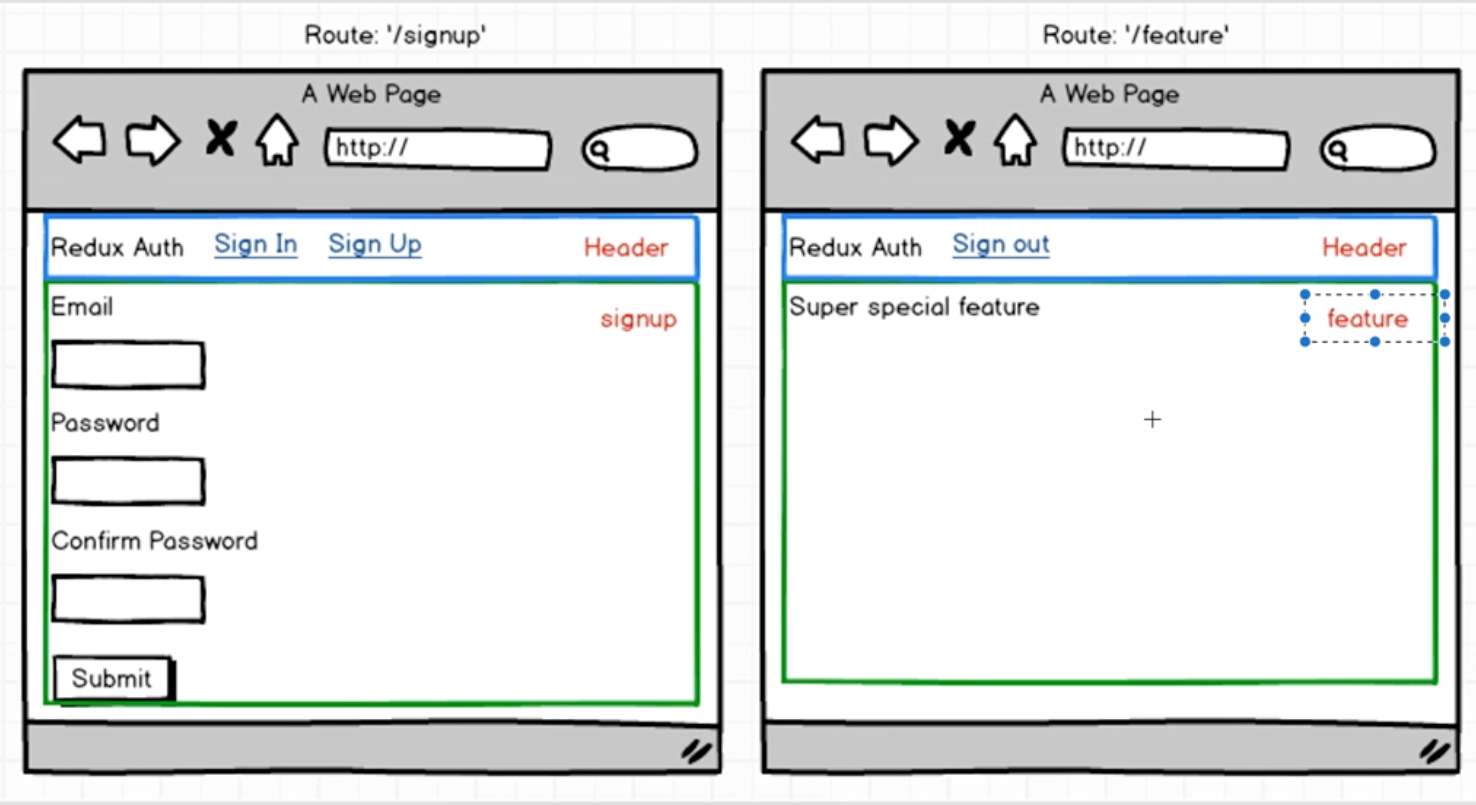 Route: '/signup'
A Web Page
http://
Redux Auth Sign In Sign Up Header
Email
signup
Password
Confirm Password
Submit
Route: '/feature'
A Web Page
http://
Redux Auth Sign out Header
Super special feature
feature